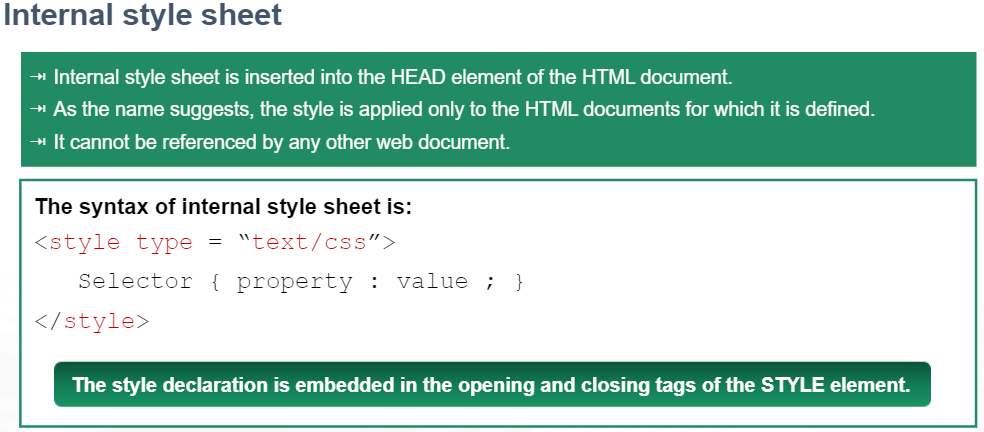 Internal style sheet
⇥ Internal style sheet is inserted into the HEAD element of the HTML document.
⇥ As the name suggests, the style is applied only to the HTML documents for which it is defined.
⇥ It cannot be referenced by any other web document.
The syntax of internal style sheet is:
<style type = “text/css”>
Selector { property : value ; }
</style>
The style declaration is embedded in the opening and closing tags of the STYLE element.